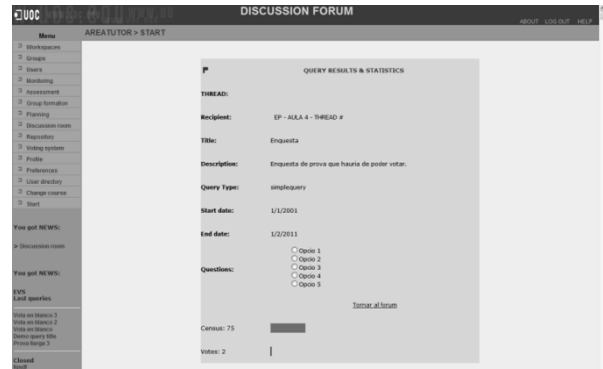 UOC
DISCUSSION FORUM
ABOUT LOG OUT HELP
Menu
AREATUTOR > START
Workspaces
Groups
Users
Monitoring
Assessment
Group formation
Planning
Discussion room
Repository
Voting system
Profile
Preferences
User directory
Change course
Start
You got NEWS:
> Discussion room
You got NEWS:
EVS
Last queries
Vota en blanco 3
Vota en blanco 2
Vota en blanco
Demo query title
Prova llarga 3
Closed
QUERY RESULTS & STATISTICS
THREAD:
Recipient: EP - AULA 4 - THREAD #
Title: Enquesta
Description: Enquesta de prova que hauria de poder votar.
Query Type: simplequery
Start date: 1/1/2001
End date: 1/2/2011
Questions:
Opcio 1
Opcio 2
Opcio 3
Opcio 4
Opcio 5
Tornar al forum
Census: 75
Votes: 2